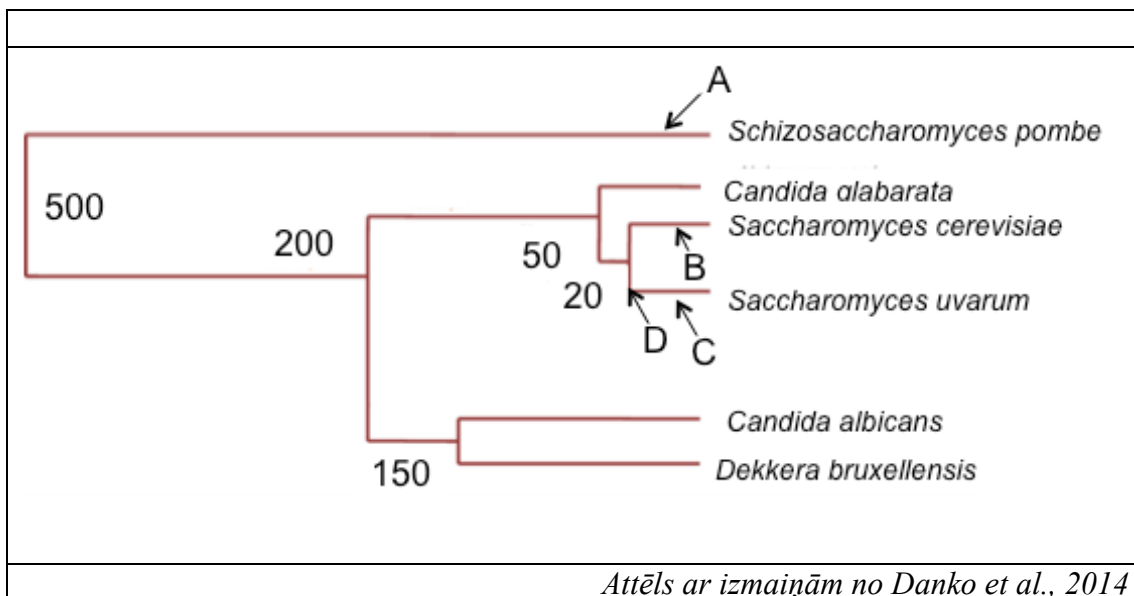 A
Schizosaccharomyces pombe
500
Candida glabarata
200
Saccharomyces cerevisiae
50
B
20
Saccharomyces uvarum
D
C
Candida albicans
150
Dekkera bruxellensis
Attēls ar izmaiņām no Danko et al., 2014